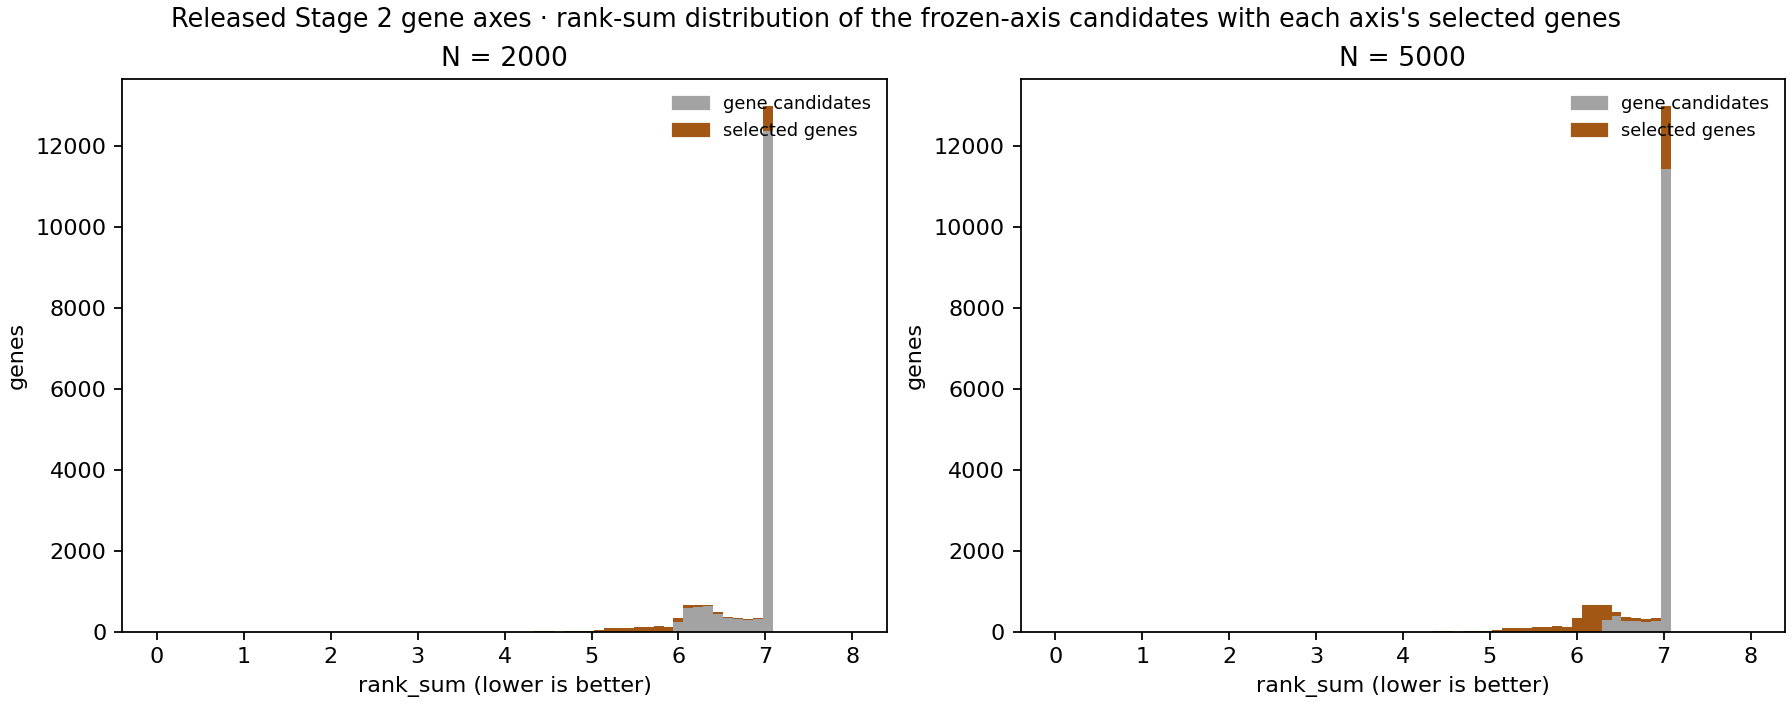 Released Stage 2 gene axes · rank-sum distribution of the frozen-axis candidates with each axis's selected genes
N = 2000
gene candidates
selected genes
12000
10000
8000
6000
4000
2000
0
genes
0 1 2 3 4 5 6 7 8
rank_sum (lower is better)
N = 5000
gene candidates
selected genes
12000
10000
8000
6000
4000
2000
0
genes
0 1 2 3 4 5 6 7 8
rank_sum (lower is better)